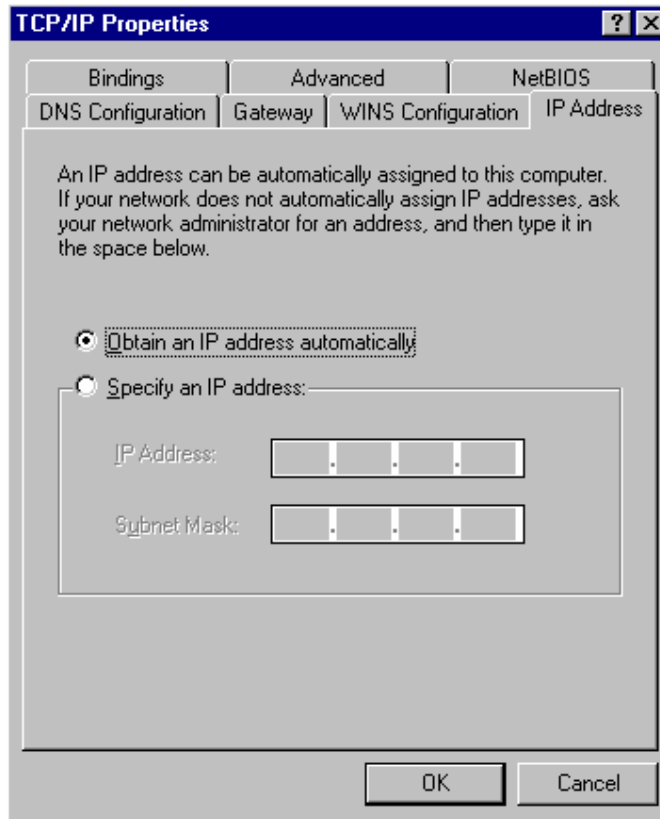 TCP/IP Properties
Bindings Advanced NetBIOS
DNS Configuration Gateway WINS Configuration IP Address
An IP address can be automatically assigned to this computer.
If your network does not automatically assign IP addresses, ask
your network administrator for an address, and then type it in
the space below.
Obtain an IP address automatically
Specify an IP address:
IP Address:
Subnet Mask:
OK Cancel